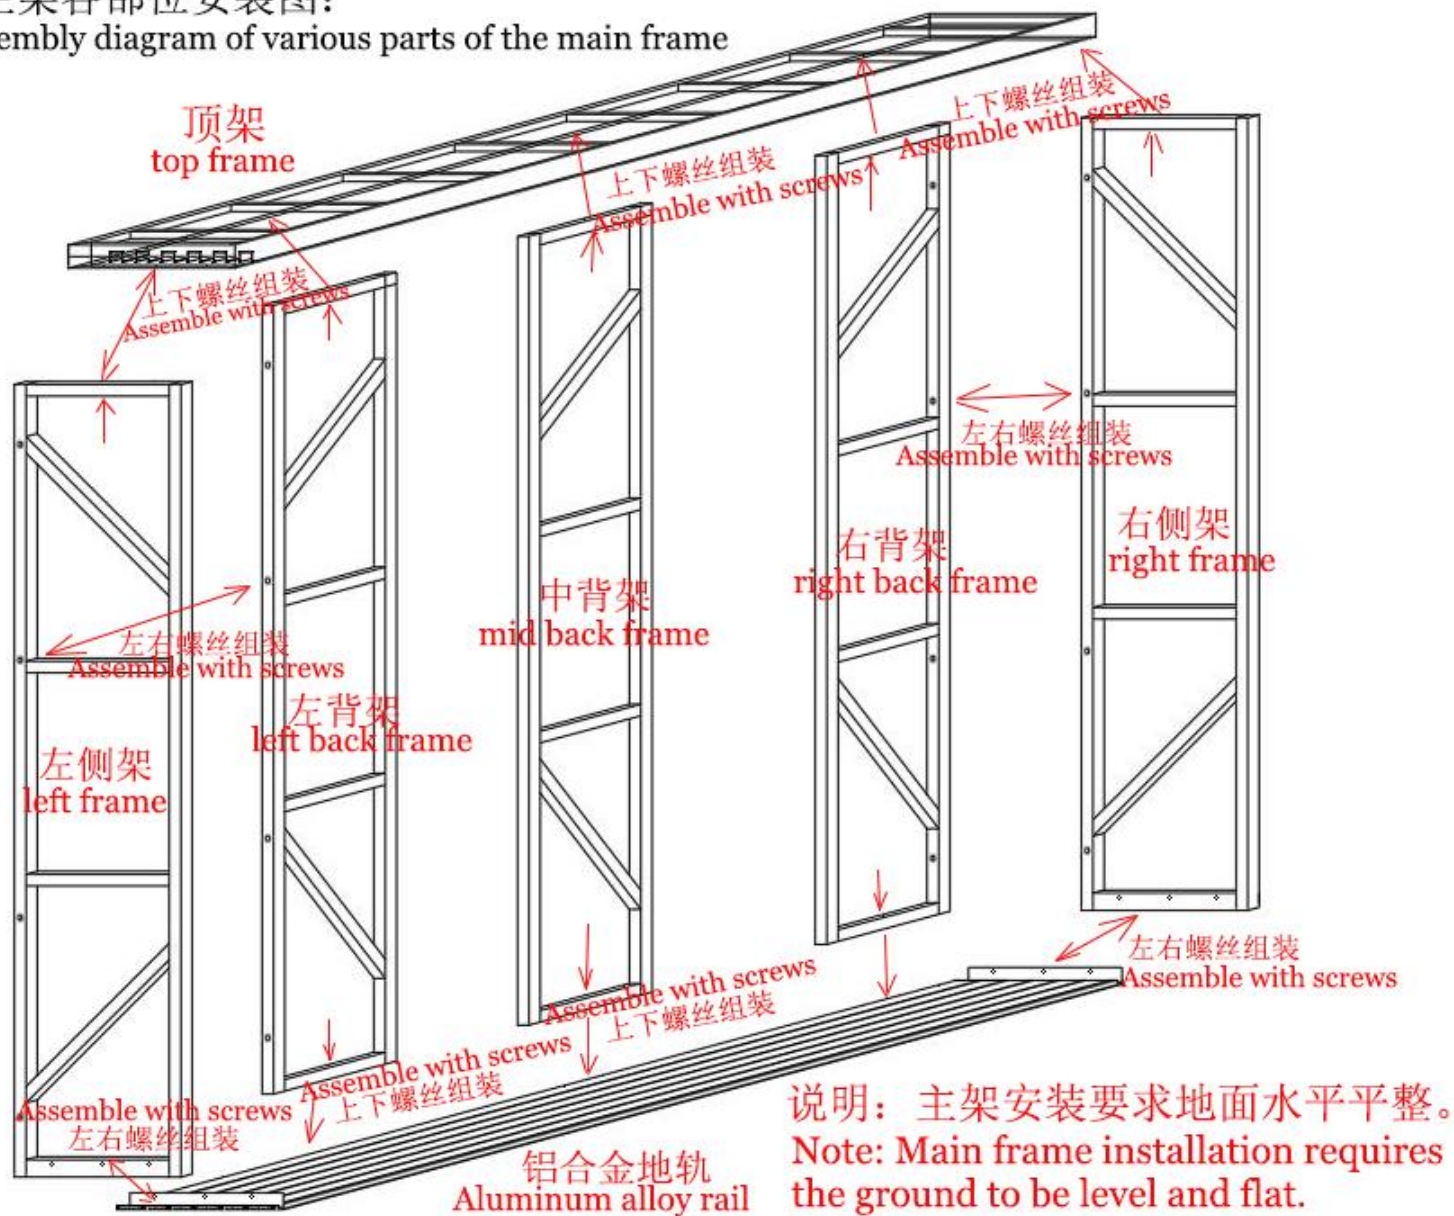 主架各部位安装图:
embly diagram of various parts of the main frame
顶架
top frame
上下螺丝组装
Assemble with screws
上下螺丝组装
Assemble with screws
上下螺丝组装
Assemble with screws
左右螺丝组装
Assemble with screws
右侧架
right frame
右背架
right back frame
中背架
mid back frame
左右螺丝组装
Assemble with screws
左背架
left back frame
左侧架
left frame
左右螺丝组装
Assemble with screws
Assemble with screws
上下螺丝组装
Assemble with screws
上下螺丝组装
Assemble with screws
左右螺丝组装
说明：主架安装要求地面水平平整。
Note: Main frame installation requires
the ground to be level and flat.
铝合金地轨
Aluminum alloy rail